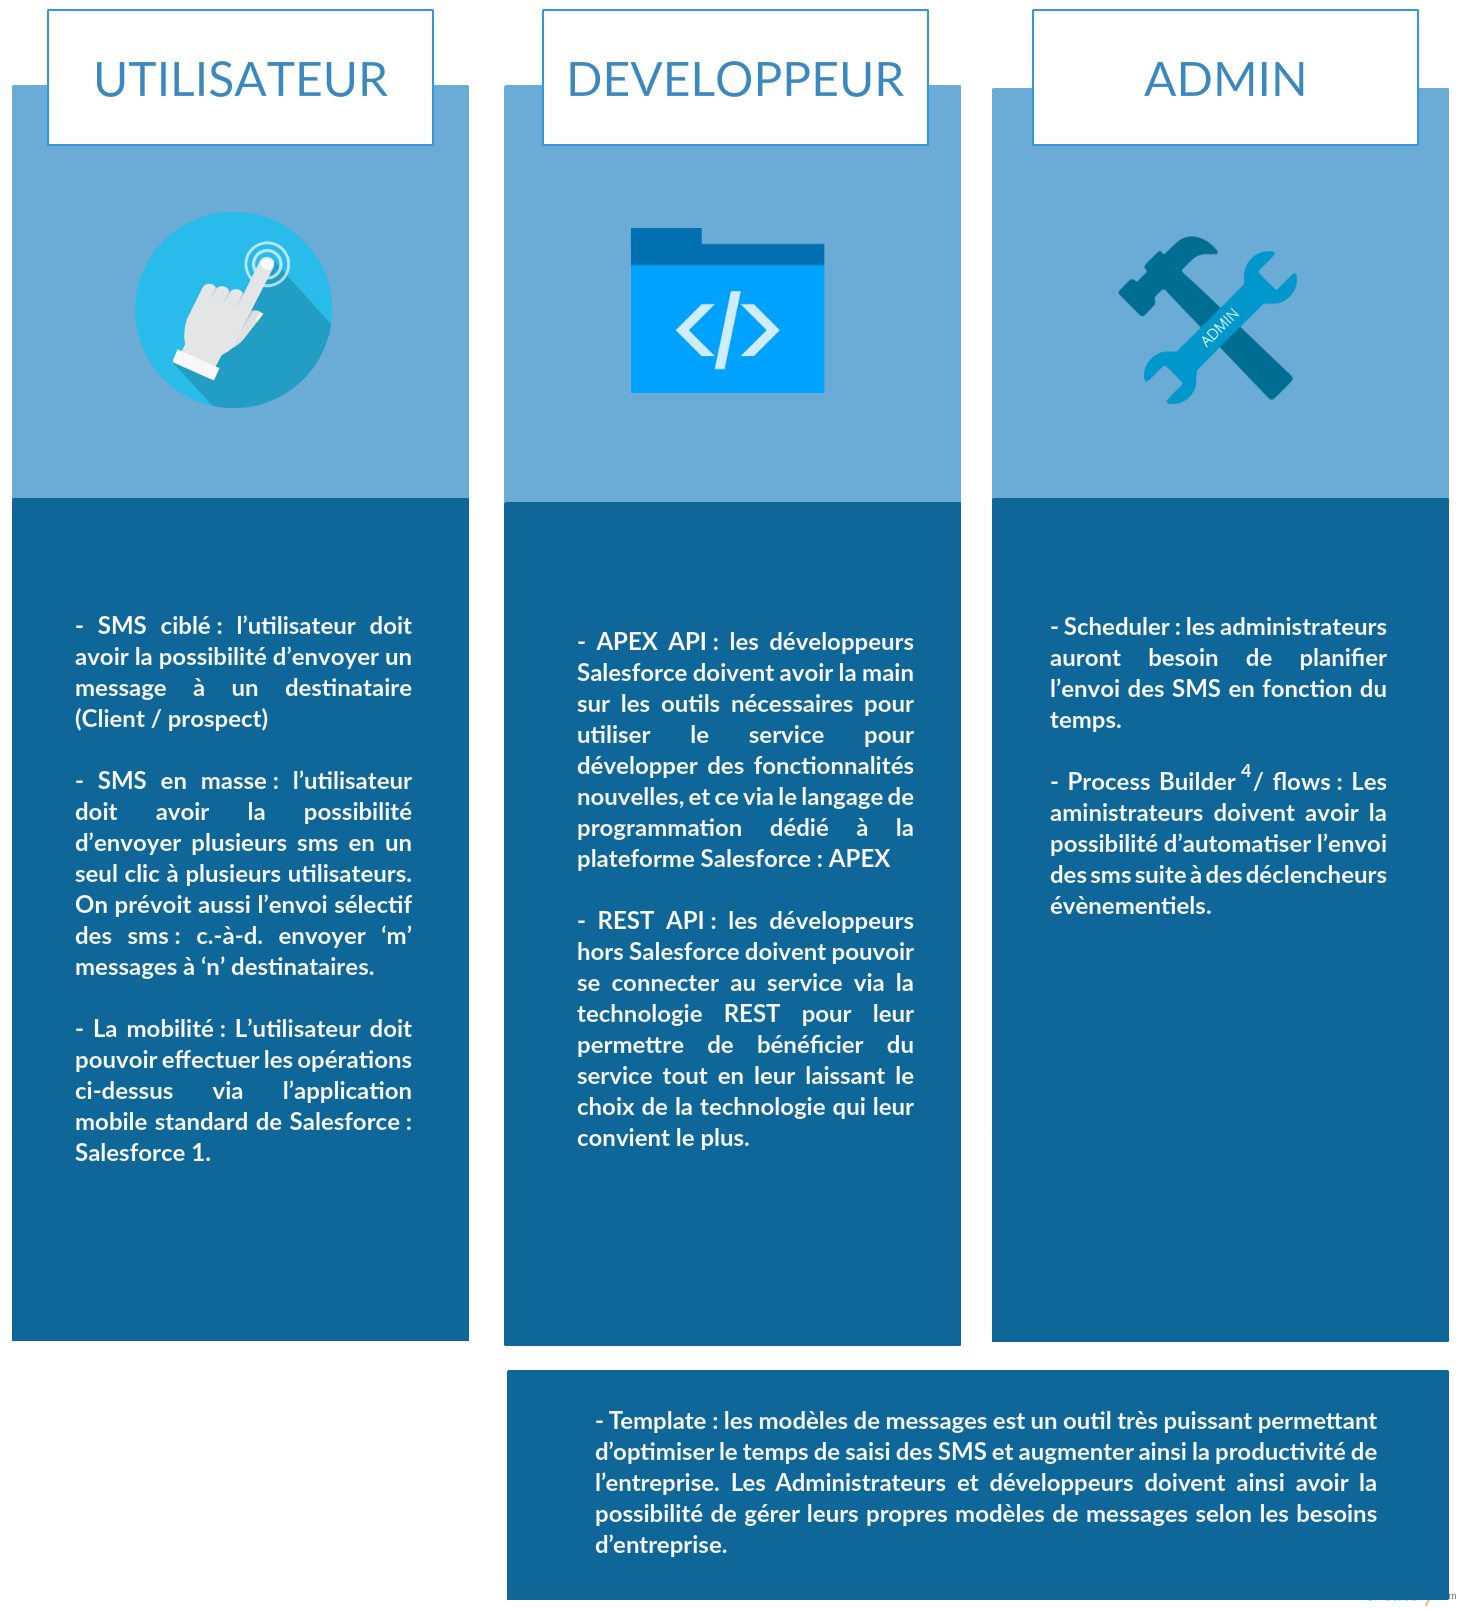 UTILISATEUR
- SMS ciblé : l’utilisateur doit
avoir la possibilité d’envoyer un
message à un destinataire
(Client / prospect)
- SMS en masse : l’utilisateur
doit avoir la possibilité
d’envoyer plusieurs sms en un
seul clic à plusieurs utilisateurs.
On prévoit aussi l’envoi sélectif
des sms : c.-à-d. envoyer ‘m’
messages à ‘n’ destinataires.
- La mobilité : L’utilisateur doit
pouvoir effectuer les opérations
ci-dessus via l’application
mobile standard de Salesforce :
Salesforce 1.
DEVELOPPEUR
</>
- APEX API : les développeurs
Salesforce doivent avoir la main
sur les outils nécessaires pour
utiliser le service pour
développer des fonctionnalités
nouvelles, et ce via le langage de
programmation dédié à la
plateforme Salesforce : APEX
- REST API : les développeurs
hors Salesforce doivent pouvoir
se connecter au service via la
technologie REST pour leur
permettre de bénéficier du
service tout en leur laissant le
choix de la technologie qui leur
convient le plus.
ADMIN
ADMIN
- Scheduler : les administrateurs
auront besoin de planifier
l’envoi des SMS en fonction du
temps.
- Process Builder 4/ flows : Les
aministrateurs doivent avoir la
possibilité d’automatiser l’envoi
des sms suite à des déclencheurs
évènementiels.
- Template : les modèles de messages est un outil très puissant permettant
d’optimiser le temps de saisi des SMS et augmenter ainsi la productivité de
l’entreprise. Les Administrateurs et développeurs doivent ainsi avoir la
possibilité de gérer leurs propres modèles de messages selon les besoins
d’entreprise.